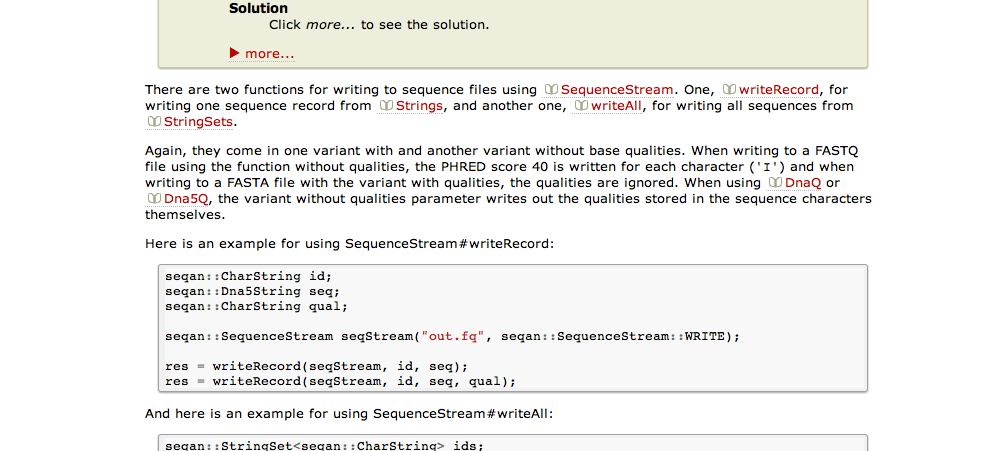 Solution
Click more... to see the solution.
▶ more...
There are two functions for writing to sequence files using SequenceStream. One, writeRecord, for
writing one sequence record from Strings, and another one, writeAll, for writing all sequences from
StringSets.
Again, they come in one variant with and another variant without base qualities. When writing to a FASTQ
file using the function without qualities, the PHRED score 40 is written for each character ('I') and when
writing to a FASTA file with the variant with qualities, the qualities are ignored. When using DnaQ or
Dna5Q, the variant without qualities parameter writes out the qualities stored in the sequence characters
themselves.
Here is an example for using SequenceStream#writeRecord:
seqan::CharString id;
seqan::Dna5String seq;
seqan::CharString qual;
seqan::SequenceStream seqStream("out.fq", seqan::SequenceStream::WRITE);
res = writeRecord(seqStream, id, seq);
res = writeRecord(seqStream, id, seq, qual);
And here is an example for using SequenceStream#writeAll:
seqan::StringSet<seqan::CharString> ids;